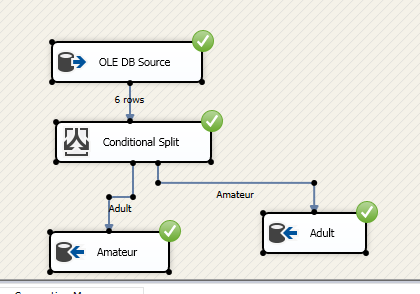 OLE DB Source
6 rows
Conditional Split
Adult
Amateur
Amateur
Adult